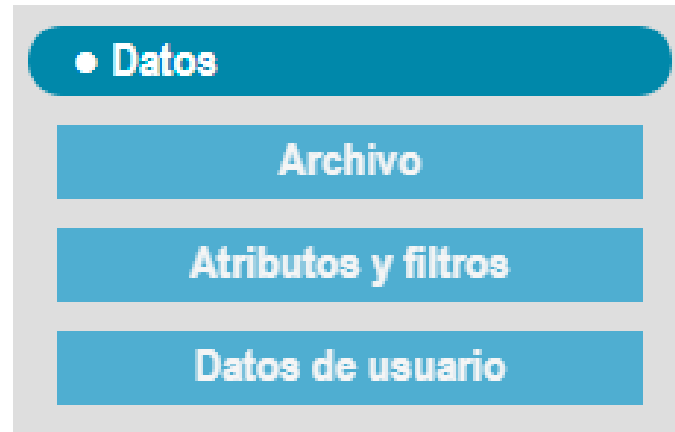 • Datos
Archivo
Atributos y filtros
Datos de usuario